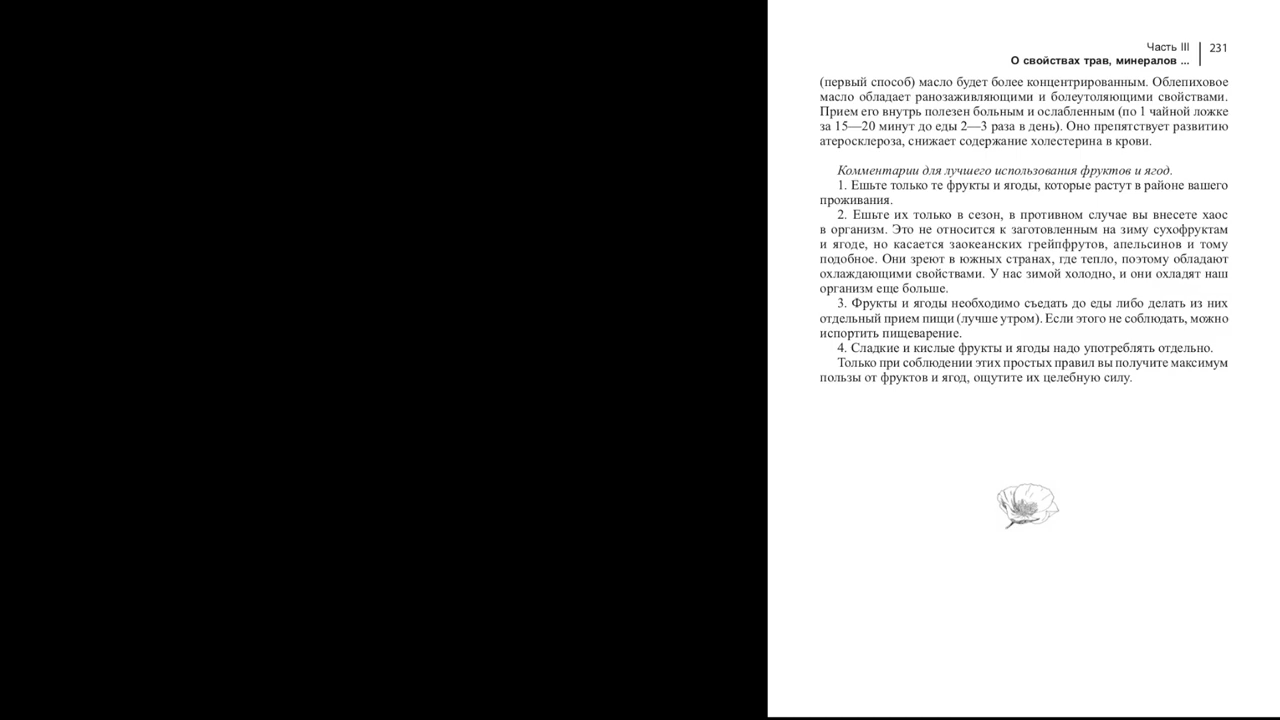 Часть III
231
О свойствах трав, минералов ...
(первый способ) масло будет более концентрированным. Облепиховое
масло обладает ранозаживляющими и болеутоляющими свойствами.
Прием его внутрь полезен больным и ослабленным (по 1 чайной ложке
за 15—20 минут до еды 2—3 раза в день). Оно препятствует развитию
атеросклероза, снижает содержание холестерина в крови.
Комментарии для лучшего использования фруктов и ягод.
1. Ешьте только те фрукты и ягоды, которые растут в районе вашего
проживания.
2. Ешьте их только в сезон, в противном случае вы внесете хаос
в организм. Это не относится к заготовленным на зиму сухофруктам
и ягоде, но касается заокеанских грейпфрутов, апельсинов и тому
подобное. Они зреют в южных странах, где тепло, поэтому обладают
охлаждающими свойствами. У нас зимой холодно, и они охладят наш
организм еще больше.
3. Фрукты и ягоды необходимо съедать до еды либо делать из них
отдельный прием пищи (лучше утром). Если этого не соблюдать, можно
испортить пищеварение.
4. Сладкие и кислые фрукты и ягоды надо употреблять отдельно.
Только при соблюдении этих простых правил вы получите максимум
пользы от фруктов и ягод, ощутите их целебную силу.